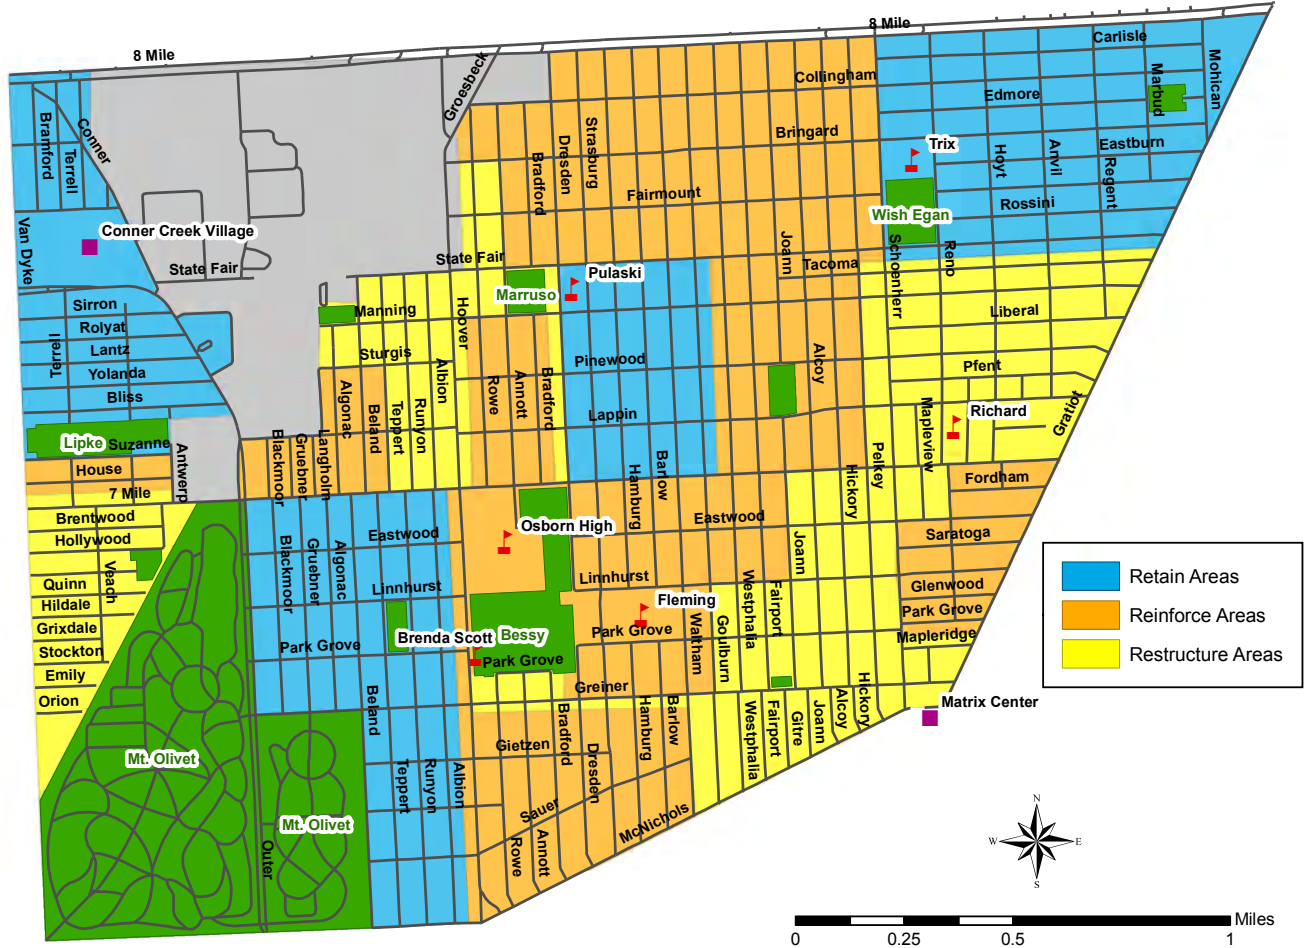 8 Mile
8 Mile
Carlisle
Mohican
Groesbeck
Collingham
Marbud
Edmore
Bramford
Conner
Terrell
Strasburg
Dresden
Bringard
Trix
Hoyt
Anvil
Eastburn
Regent
Bradford
Fairmount
Wish Egan
Rossini
Van Dyke
Conner Creek Village
State Fair
State Fair
Joann
Tacoma
Schoenherr
Reno
Pulaski
Marruso
Sirron
Manning
Hoover
Liberal
Rolyat
Terrell
Lantz
Sturgis
Pinewood
Alcoy
Yolanda
Albion
Pfent
Bliss
Algonac
Beland
Teppert
Runyon
Rowe
Annott
Bradford
Lappin
Mapleview
Richard
Gratiot
Lipke
Suzanne
Antwerp
Blackmoor
Gruebner
Langholm
Hamburg
Barlow
Hickory
Pelkey
House
Fordham
7 Mile
Brentwood
Hollywood
Eastwood
Osborn High
Eastwood
Saratoga
Veach
Blackmoor
Gruebner
Algonac
Joann
Quinn
Linnhurst
Linnhurst
Glenwood
Hildale
Fleming
Westphalia
Fairport
Park Grove
Grixdale
Brenda Scott
Bessy
Park Grove
Waltham
Goulburn
Mapleridge
Stockton
Park Grove
Park Grove
Emily
Greiner
Orion
Beland
Hickory
Matrix Center
Bradford
Hamburg
Barlow
Westphalia
Fairport
Gitre
Joann
Alcoy
Gietzen
Dresden
Mt. Olivet
Teppert
Runyon
Albion
Mt. Olivet
Sauer
McNichols
Outer
Rowe
Annott
Retain Areas
Reinforce Areas
Restructure Areas
N
W
E
S
Miles
0
0.25
0.5
1